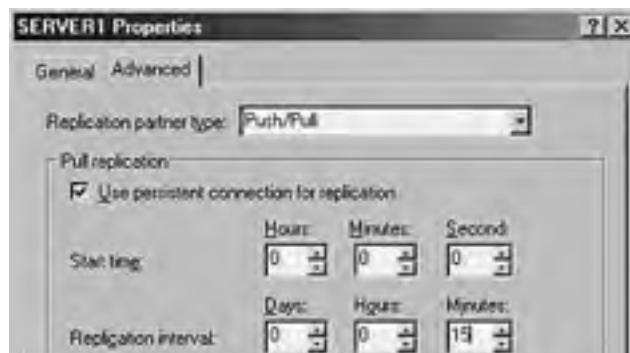 SERVER1 Properties ? X
General Advanced
Replication partner type: Push/Pull
Pull replication
Use persistent connection for replication
Hours: Minutes: Second:
Start time: 0 0 0
Days: Hours: Minutes:
Replication interval: 0 0 15